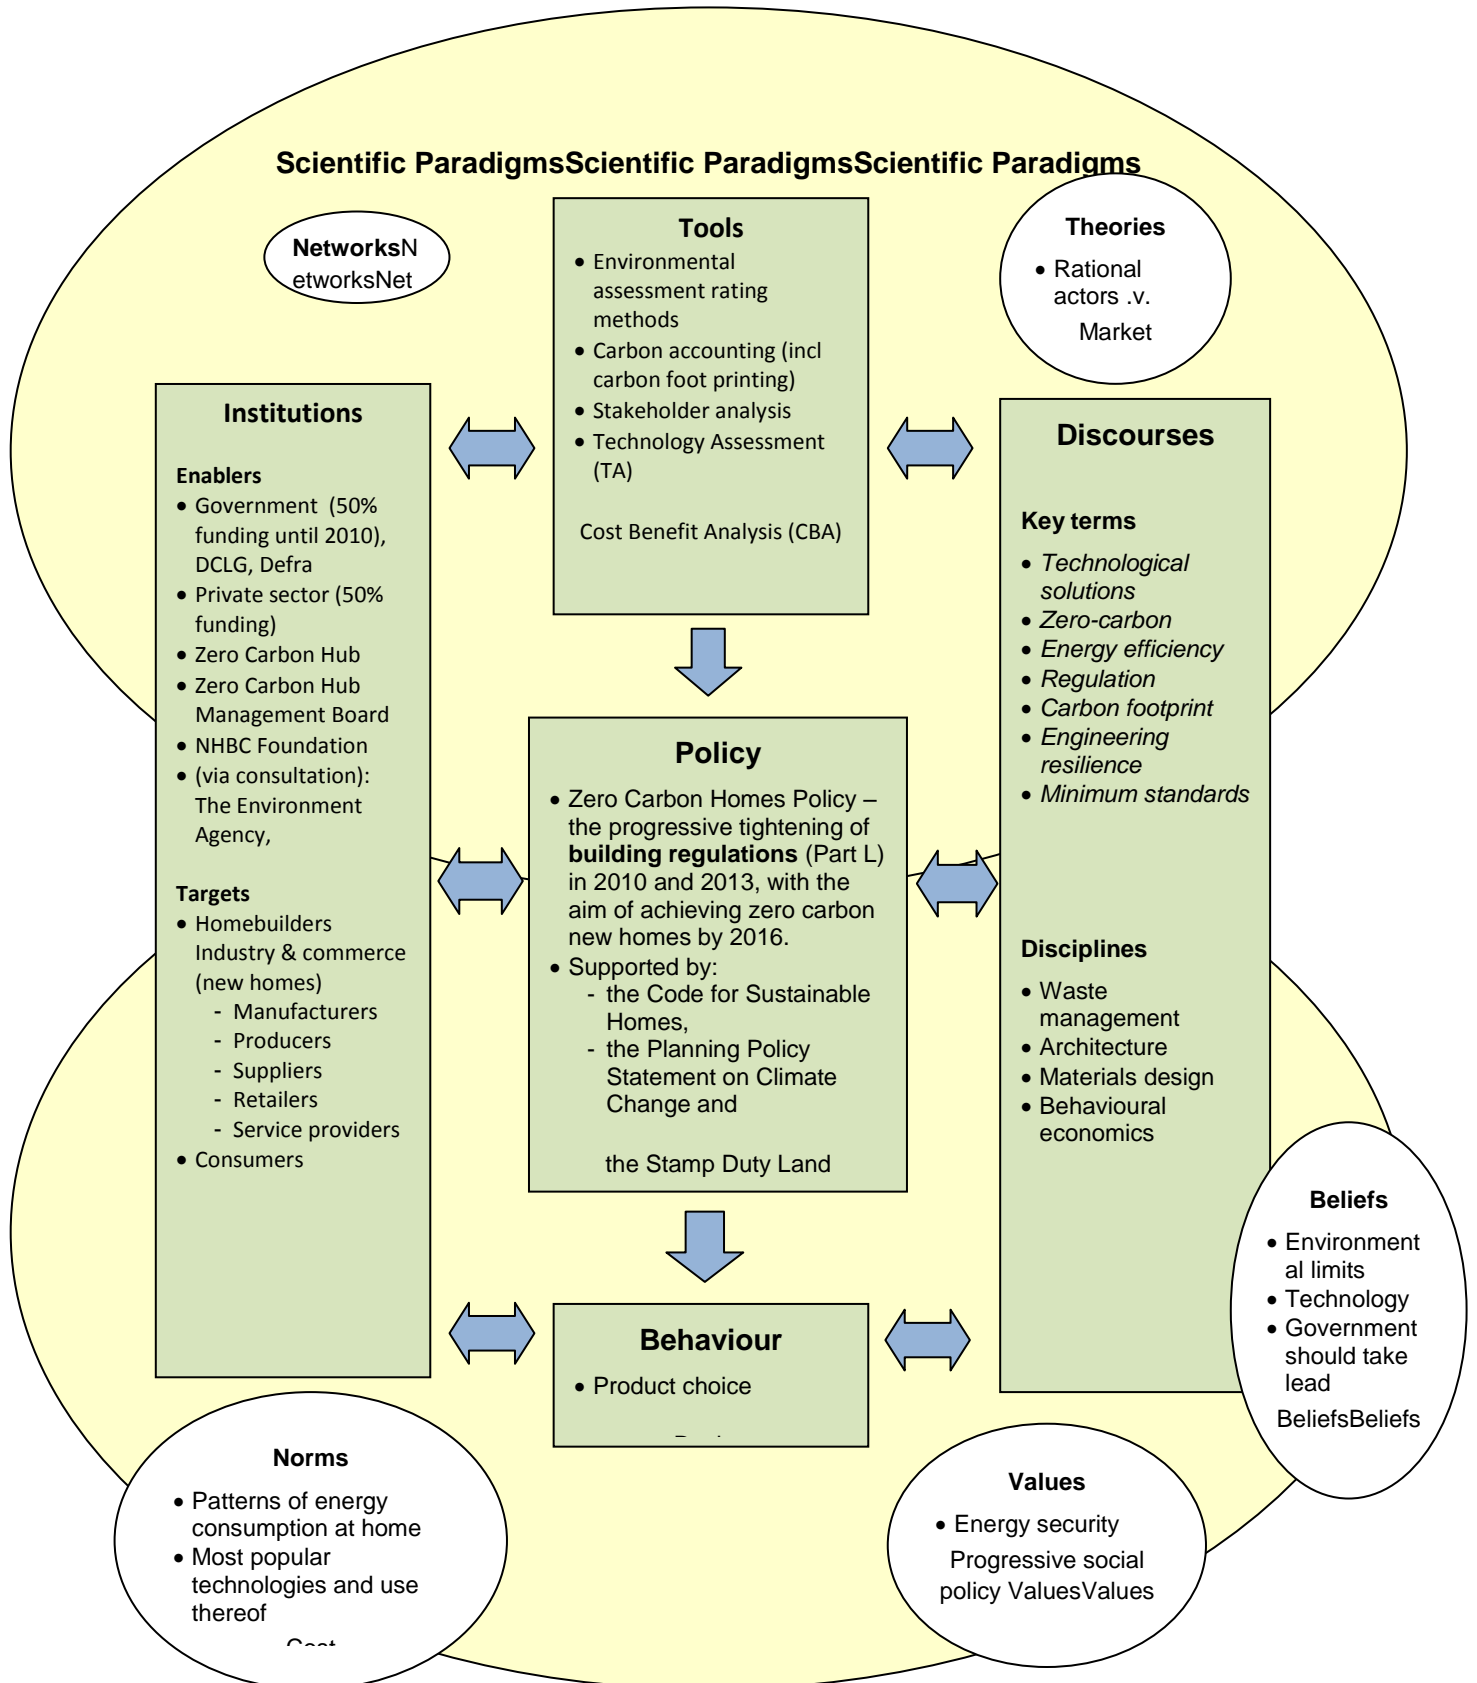 Scientific ParadigmsScientific ParadigmsScientific Paradigms
NetworksN
etworksNet
Tools
• Environmental
assessment rating
methods
• Carbon accounting (incl
carbon foot printing)
• Stakeholder analysis
• Technology Assessment
(TA)
Cost Benefit Analysis (CBA)
Theories
• Rational
actors .v.
Market
Institutions
Enablers
• Government (50%
funding until 2010),
DCLG, Defra
• Private sector (50%
funding)
• Zero Carbon Hub
• Zero Carbon Hub
Management Board
• NHBC Foundation
• (via consultation):
The Environment
Agency,
Targets
• Homebuilders
Industry & commerce
(new homes)
- Manufacturers
- Producers
- Suppliers
- Retailers
- Service providers
• Consumers
Policy
• Zero Carbon Homes Policy –
the progressive tightening of
building regulations (Part L)
in 2010 and 2013, with the
aim of achieving zero carbon
new homes by 2016.
• Supported by:
- the Code for Sustainable
Homes,
- the Planning Policy
Statement on Climate
Change and
the Stamp Duty Land
Discourses
Key terms
• Technological
solutions
• Zero-carbon
• Energy efficiency
• Regulation
• Carbon footprint
• Engineering
resilience
• Minimum standards
Disciplines
• Waste
management
• Architecture
• Materials design
• Behavioural
economics
Behaviour
• Product choice
Beliefs
• Environment
al limits
• Technology
• Government
should take
lead
BeliefsBeliefs
Norms
• Patterns of energy
consumption at home
• Most popular
technologies and use
thereof
Values
• Energy security
Progressive social
policy ValuesValues